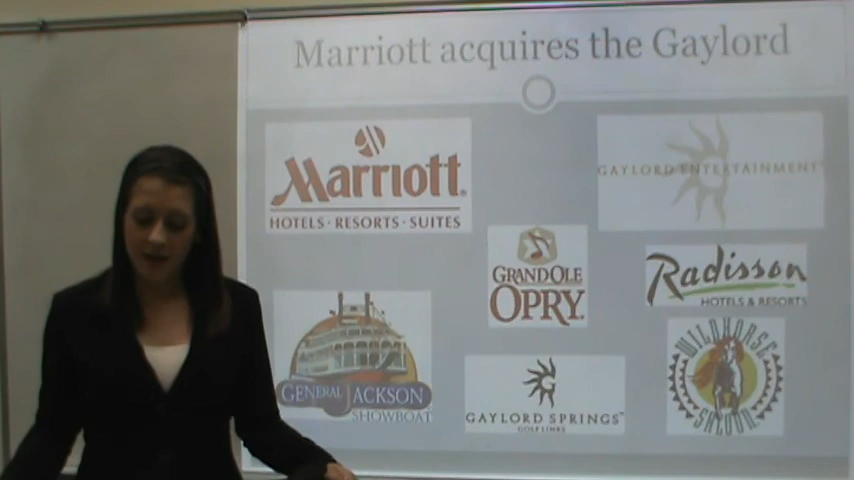 Marriott acquires the Gaylord
Marriott®
HOTELS · RESORTS · SUITES
GAYLORD ENTERTAINMENT
GRAND OLE
OPRY
Radisson
HOTELS & RESORTS
GENERAL JACKSON
SHOWBOAT
G
GAYLORD SPRINGS™
GOLF LINKS
WILDHORSE
SALOON